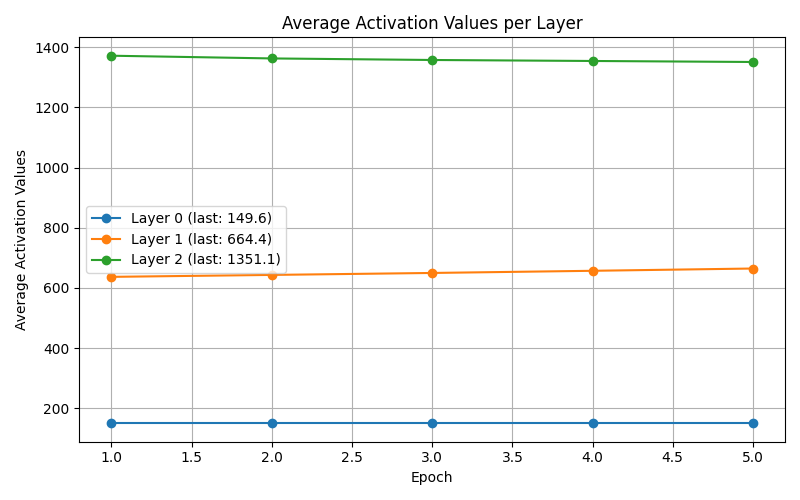 Average Activation Values per Layer
1400
1200
1000
800
600
400
200
Average Activation Values
Layer 0 (last: 149.6)
Layer 1 (last: 664.4)
Layer 2 (last: 1351.1)
1.0 1.5 2.0 2.5 3.0 3.5 4.0 4.5 5.0
Epoch